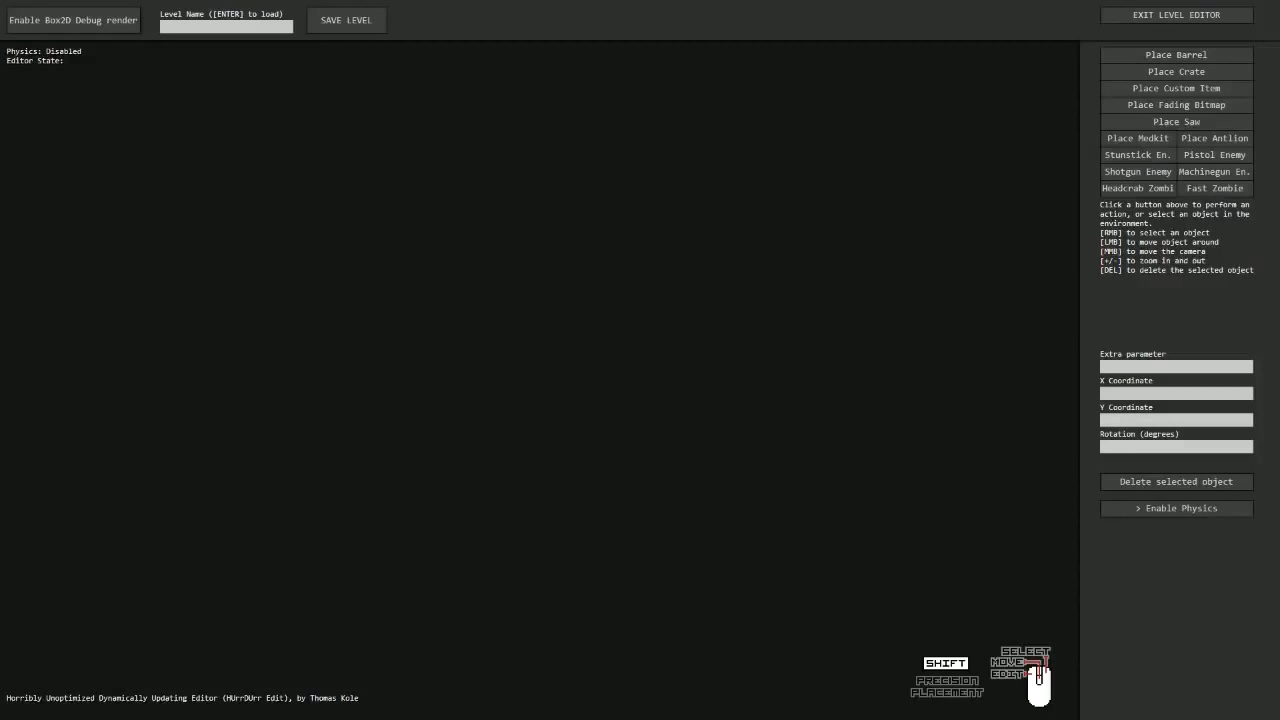 Enable Box2D Debug render
Level Name ([ENTER] to load)
SAVE LEVEL
EXIT LEVEL EDITOR
Physics: Disabled
Editor State:
Place Barrel
Place Crate
Place Custom Item
Place Fading Bitmap
Place Saw
Place Medkit Place Antlion
Stunstick En. Pistol Enemy
Shotgun Enemy Machinegun En.
Headcrab Zombi Fast Zombie
Click a button above to perform an
action, or select an object in the
environment.
[RMB] to select an object
[LMB] to move object around
[MMB] to move the camera
[+/-] to zoom in and out
[DEL] to delete the selected object
Extra parameter
X Coordinate
Y Coordinate
Rotation (degrees)
Delete selected object
> Enable Physics
SHIFT
PRECISION
PLACEMENT
SELECT
MOVE
EDIT
Horribly Unoptimized Dynamically Updating Editor (HUrrDUrr Edit), by Thomas Kole